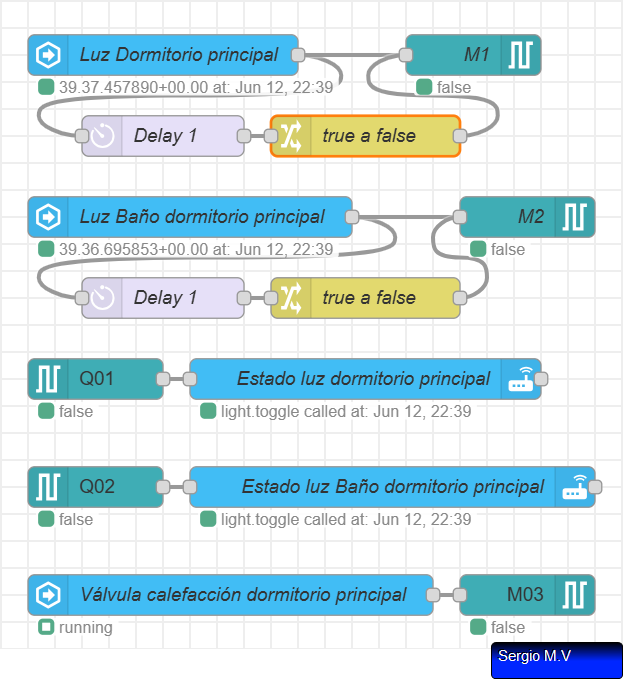 Luz Dormitorio principal
M1
39.37.457890+00.00 at: Jun 12, 22:39
false
Delay 1
true a false
Luz Baño dormitorio principal
M2
39.36.695853+00.00 at: Jun 12, 22:39
false
Delay 1
true a false
Q01
Estado luz dormitorio principal
false
light.toggle called at: Jun 12, 22:39
Q02
Estado luz Baño dormitorio principal
false
light.toggle called at: Jun 12, 22:39
Válvula calefacción dormitorio principal
M03
running
false
Sergio M.V